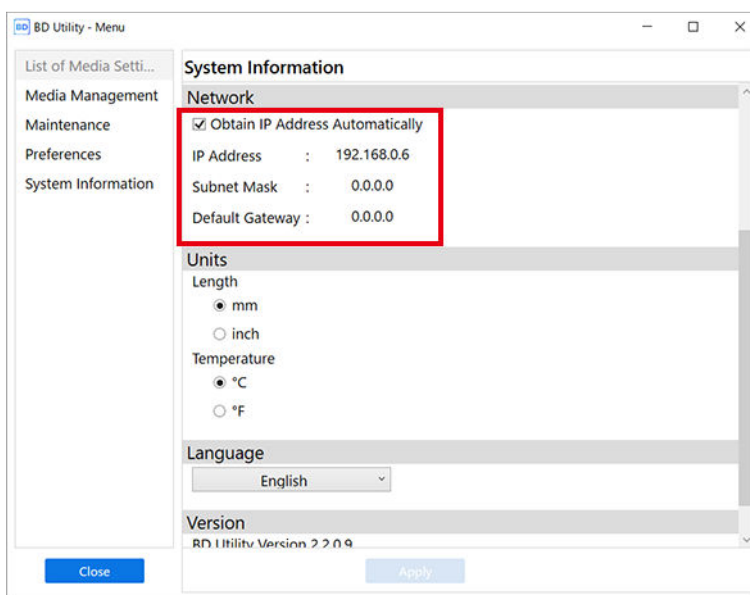 BD BD Utility - Menu
List of Media Setti...
Media Management
Maintenance
Preferences
System Information
System Information
Network
Obtain IP Address Automatically
IP Address : 192.168.0.6
Subnet Mask : 0.0.0.0
Default Gateway : 0.0.0.0
Units
Length
mm
inch
Temperature
°C
°F
Language
English
Version
BD Utility Version 2.2.0.9
Close
Apply